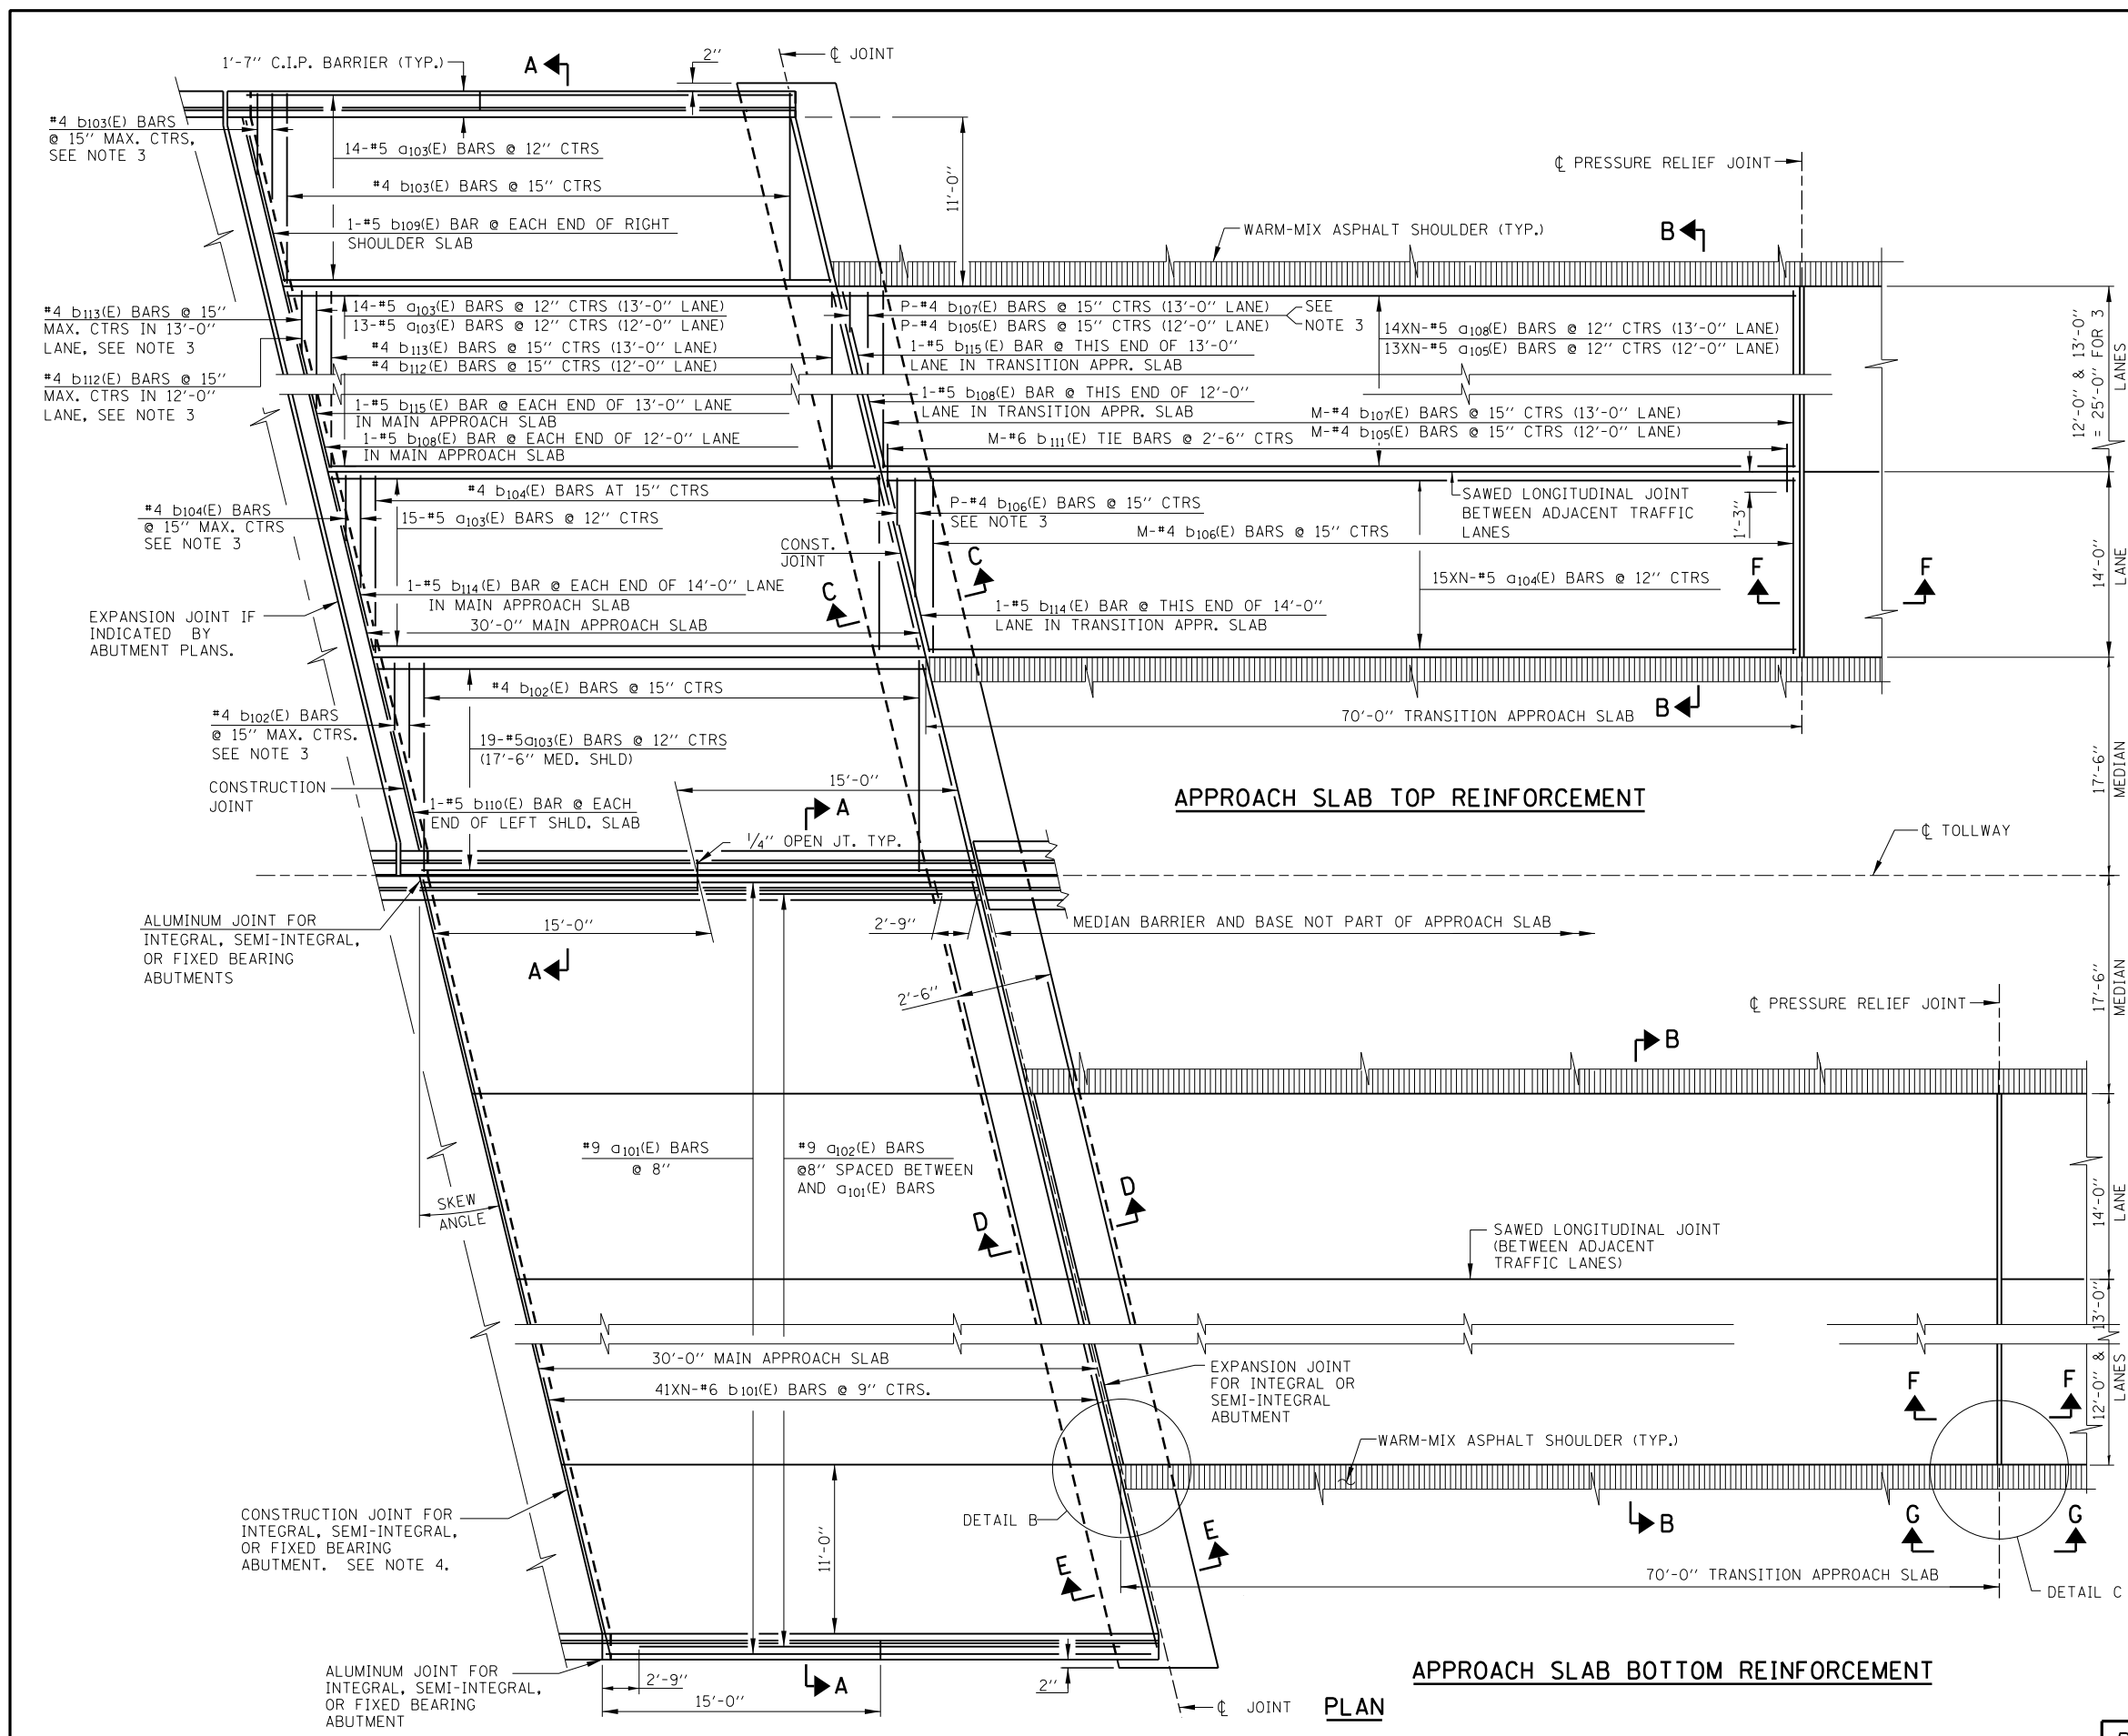 1'-7" C.I.P. BARRIER (TYP.)
A
2"
℄ JOINT
#4 b103(E) BARS
@ 15" MAX. CTRS,
SEE NOTE 3
14-#5 a103(E) BARS @ 12" CTRS
#4 b103(E) BARS @ 15" CTRS
1-#5 b109(E) BAR @ EACH END OF RIGHT
SHOULDER SLAB
11'-0"
℄ PRESSURE RELIEF JOINT
WARM-MIX ASPHALT SHOULDER (TYP.)
B
#4 b113(E) BARS @ 15"
MAX. CTRS IN 13'-0"
LANE, SEE NOTE 3
#4 b112(E) BARS @ 15"
MAX. CTRS IN 12'-0"
LANE, SEE NOTE 3
14-#5 a103(E) BARS @ 12" CTRS (13'-0" LANE)
13-#5 a103(E) BARS @ 12" CTRS (12'-0" LANE)
#4 b113(E) BARS @ 15" CTRS (13'-0" LANE)
#4 b112(E) BARS @ 15" CTRS (12'-0" LANE)
1-#5 b115(E) BAR @ EACH END OF 13'-0" LANE
IN MAIN APPROACH SLAB
1-#5 b108(E) BAR @ EACH END OF 12'-0" LANE
IN MAIN APPROACH SLAB
P-#4 b107(E) BARS @ 15" CTRS (13'-0" LANE)
P-#4 b105(E) BARS @ 15" CTRS (12'-0" LANE)
SEE
NOTE 3
1-#5 b115(E) BAR @ THIS END OF 13'-0"
LANE IN TRANSITION APPR. SLAB
1-#5 b108(E) BAR @ THIS END OF 12'-0"
LANE IN TRANSITION APPR. SLAB
14XN-#5 a108(E) BARS @ 12" CTRS (13'-0" LANE)
13XN-#5 a105(E) BARS @ 12" CTRS (12'-0" LANE)
M-#4 b107(E) BARS @ 15" CTRS (13'-0" LANE)
M-#4 b105(E) BARS @ 15" CTRS (12'-0" LANE)
M-#6 b111(E) TIE BARS @ 2'-6" CTRS
12'-0" & 13'-0"
= 25'-0" FOR 3
LANES
#4 b104(E) BARS
@ 15" MAX. CTRS
SEE NOTE 3
#4 b104(E) BARS AT 15" CTRS
15-#5 a103(E) BARS @ 12" CTRS
1-#5 b114(E) BAR @ EACH END OF 14'-0" LANE
IN MAIN APPROACH SLAB
30'-0" MAIN APPROACH SLAB
CONST.
JOINT
C
C
P-#4 b106(E) BARS @ 15" CTRS
SEE NOTE 3
M-#4 b106(E) BARS @ 15" CTRS
SAWED LONGITUDINAL JOINT
BETWEEN ADJACENT TRAFFIC
LANES
1'-3"
15XN-#5 a104(E) BARS @ 12" CTRS
1-#5 b114(E) BAR @ THIS END OF 14'-0"
LANE IN TRANSITION APPR. SLAB
F
F
14'-0"
LANE
EXPANSION JOINT IF
INDICATED BY
ABUTMENT PLANS.
#4 b102(E) BARS
@ 15" MAX. CTRS.
SEE NOTE 3
#4 b102(E) BARS @ 15" CTRS
19-#5a103(E) BARS @ 12" CTRS
(17'-6" MED. SHLD)
CONSTRUCTION
JOINT
1-#5 b110(E) BAR @ EACH
END OF LEFT SHLD. SLAB
15'-0"
A
1/4" OPEN JT. TYP.
B
70'-0" TRANSITION APPROACH SLAB
17'-6"
MEDIAN
APPROACH SLAB TOP REINFORCEMENT
℄ TOLLWAY
ALUMINUM JOINT FOR
INTEGRAL, SEMI-INTEGRAL,
OR FIXED BEARING
ABUTMENTS
15'-0"
2'-9"
MEDIAN BARRIER AND BASE NOT PART OF APPROACH SLAB
A
2'-6"
17'-6"
MEDIAN
℄ PRESSURE RELIEF JOINT
B
#9 a101(E) BARS
@ 8"
#9 a102(E) BARS
@8" SPACED BETWEEN
AND a101(E) BARS
SKEW
ANGLE
D
D
14'-0"
LANE
SAWED LONGITUDINAL JOINT
(BETWEEN ADJACENT
TRAFFIC LANES)
30'-0" MAIN APPROACH SLAB
41XN-#6 b101(E) BARS @ 9" CTRS.
EXPANSION JOINT
FOR INTEGRAL OR
SEMI-INTEGRAL
ABUTMENT
F
F
12'-0" & 13'-0"
LANES
WARM-MIX ASPHALT SHOULDER (TYP.)
CONSTRUCTION JOINT FOR
INTEGRAL, SEMI-INTEGRAL,
OR FIXED BEARING
ABUTMENT. SEE NOTE 4.
11'-0"
DETAIL B
E
E
B
G
G
70'-0" TRANSITION APPROACH SLAB
DETAIL C
ALUMINUM JOINT FOR
INTEGRAL, SEMI-INTEGRAL,
OR FIXED BEARING
ABUTMENT
2'-9"
15'-0"
A
2"
℄ JOINT
PLAN
APPROACH SLAB BOTTOM REINFORCEMENT